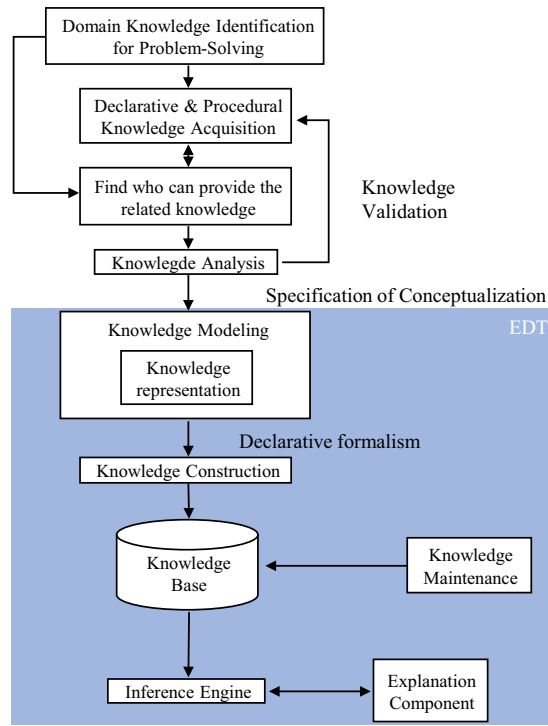 Domain Knowledge Identification
for Problem-Solving
Declarative & Procedural
Knowledge Acquisition
Find who can provide the
related knowledge
Knowledge
Validation
Knowlegde Analysis
Specification of Conceptualization
EDT
Knowledge Modeling
Knowledge
representation
Declarative formalism
Knowledge Construction
Knowledge
Base
Knowledge
Maintenance
Inference Engine
Explanation
Component